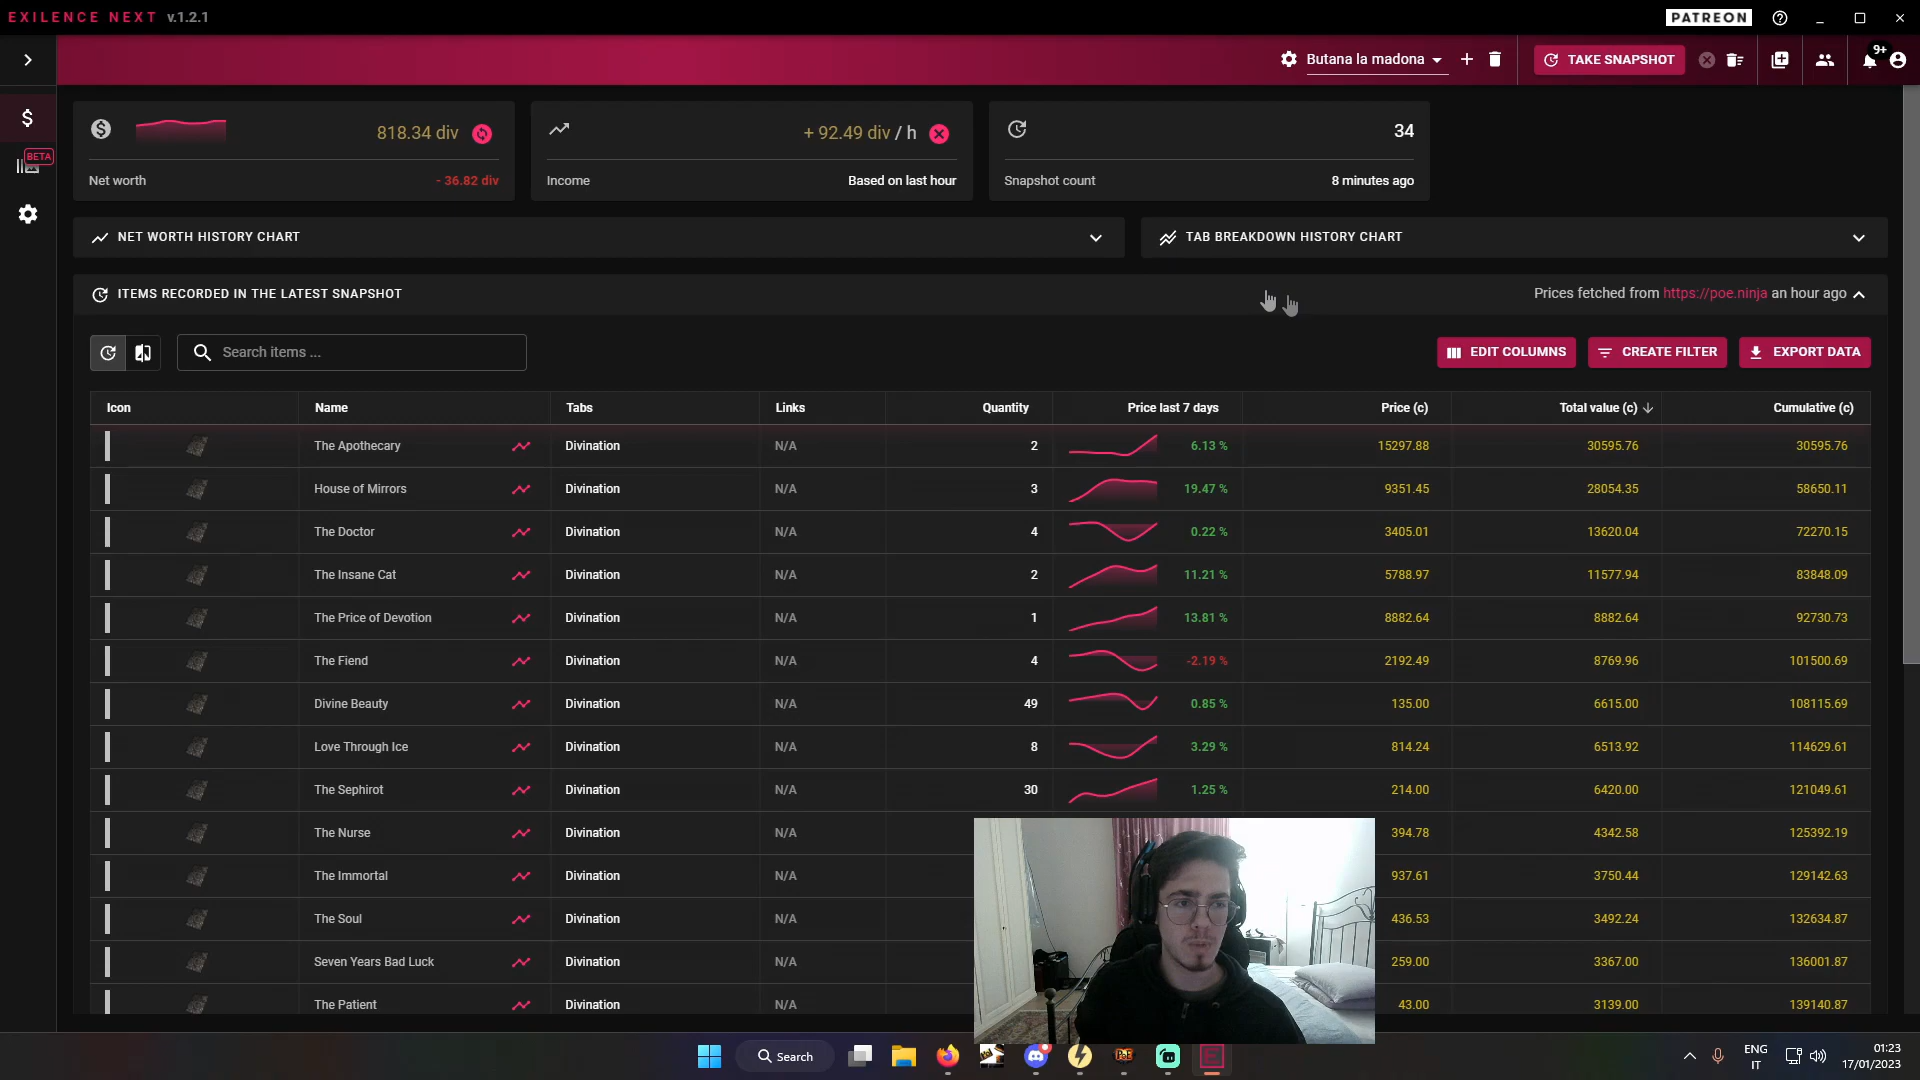 EXILENCE NEXT v.1.2.1
PATREON
Butana la madona
TAKE SNAPSHOT
9+
BETA
818.34 div
Net worth
- 36.82 div
+ 92.49 div / h
Income
Based on last hour
34
Snapshot count
8 minutes ago
NET WORTH HISTORY CHART
TAB BREAKDOWN HISTORY CHART
ITEMS RECORDED IN THE LATEST SNAPSHOT
Prices fetched from https://poe.ninja an hour ago
Search items ...
EDIT COLUMNS
CREATE FILTER
EXPORT DATA
Icon Name Tabs Links Quantity Price last 7 days Price (c) Total value (c) Cumulative (c)
The Apothecary Divination N/A 2 6.13 % 15297.88 30595.76 30595.76
House of Mirrors Divination N/A 3 19.47 % 9351.45 28054.35 58650.11
The Doctor Divination N/A 4 0.22 % 3405.01 13620.04 72270.15
The Insane Cat Divination N/A 2 11.21 % 5788.97 11577.94 83848.09
The Price of Devotion Divination N/A 1 13.81 % 8882.64 8882.64 92730.73
The Fiend Divination N/A 4 -2.19 % 2192.49 8769.96 101500.69
Divine Beauty Divination N/A 49 0.85 % 135.00 6615.00 108115.69
Love Through Ice Divination N/A 8 3.29 % 814.24 6513.92 114629.61
The Sephirot Divination N/A 30 1.25 % 214.00 6420.00 121049.61
The Nurse Divination N/A 394.78 4342.58 125392.19
The Immortal Divination N/A 937.61 3750.44 129142.63
The Soul Divination N/A 436.53 3492.24 132634.87
Seven Years Bad Luck Divination N/A 259.00 3367.00 136001.87
The Patient Divination N/A 43.00 3139.00 139140.87
Search
PoE
ENG
IT
01:23
17/01/2023